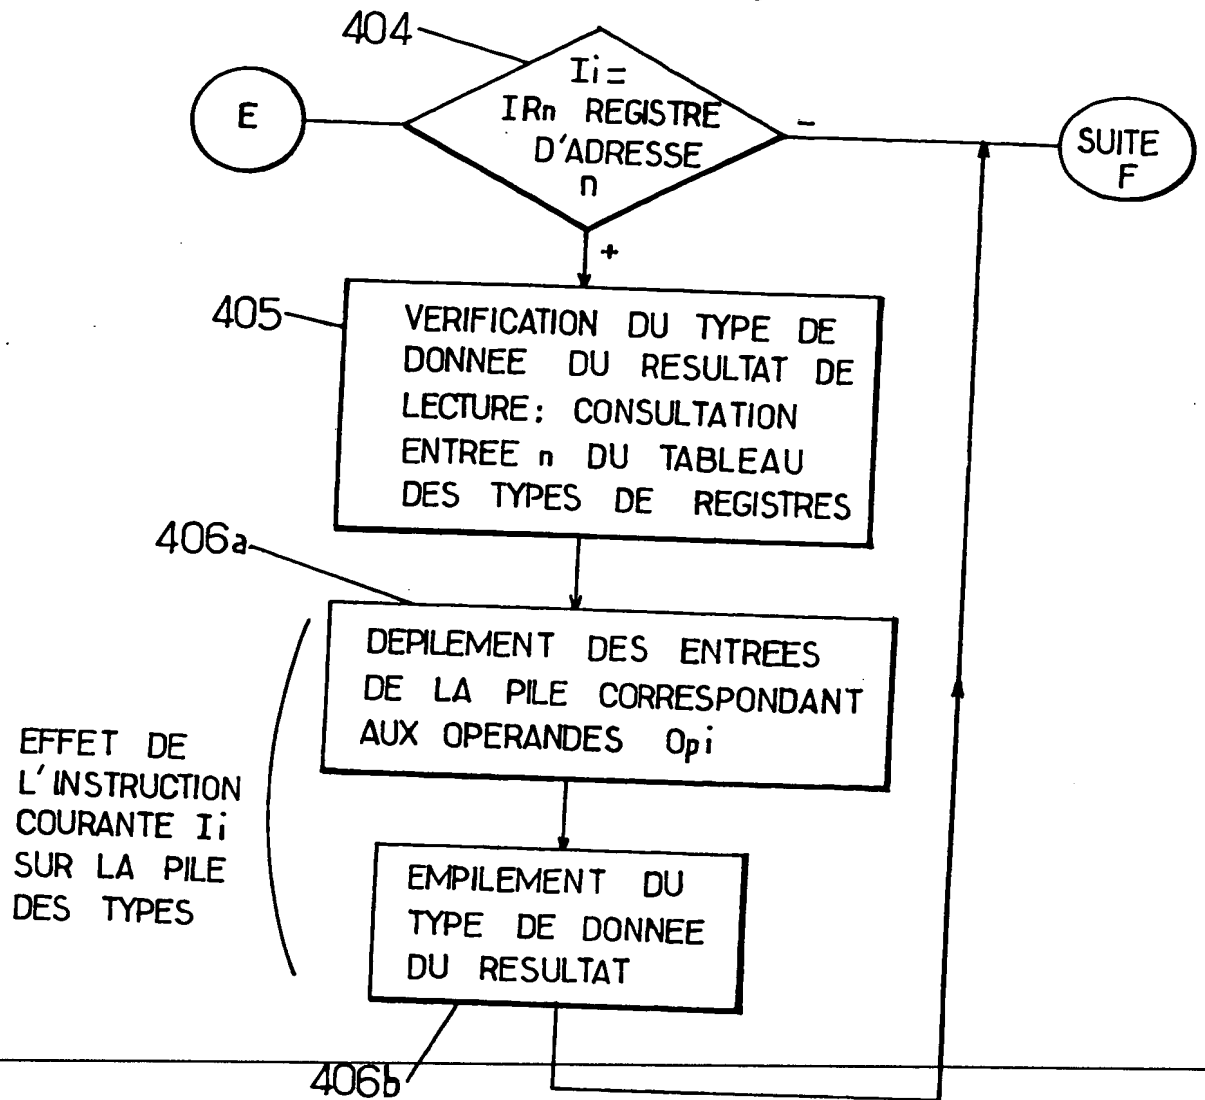 404
E
Ii=
IRn REGISTRE
D'ADRESSE
n
-
SUITE
F
+
405
VERIFICATION DU TYPE DE
DONNEE DU RESULTAT DE
LECTURE: CONSULTATION
ENTREE n DU TABLEAU
DES TYPES DE REGISTRES
406a
DEPILEMENT DES ENTREES
DE LA PILE CORRESPONDANT
AUX OPERANDES Opi
EFFET DE
L'INSTRUCTION
COURANTE Ii
SUR LA PILE
DES TYPES
EMPILEMENT DU
TYPE DE DONNEE
DU RESULTAT
406b